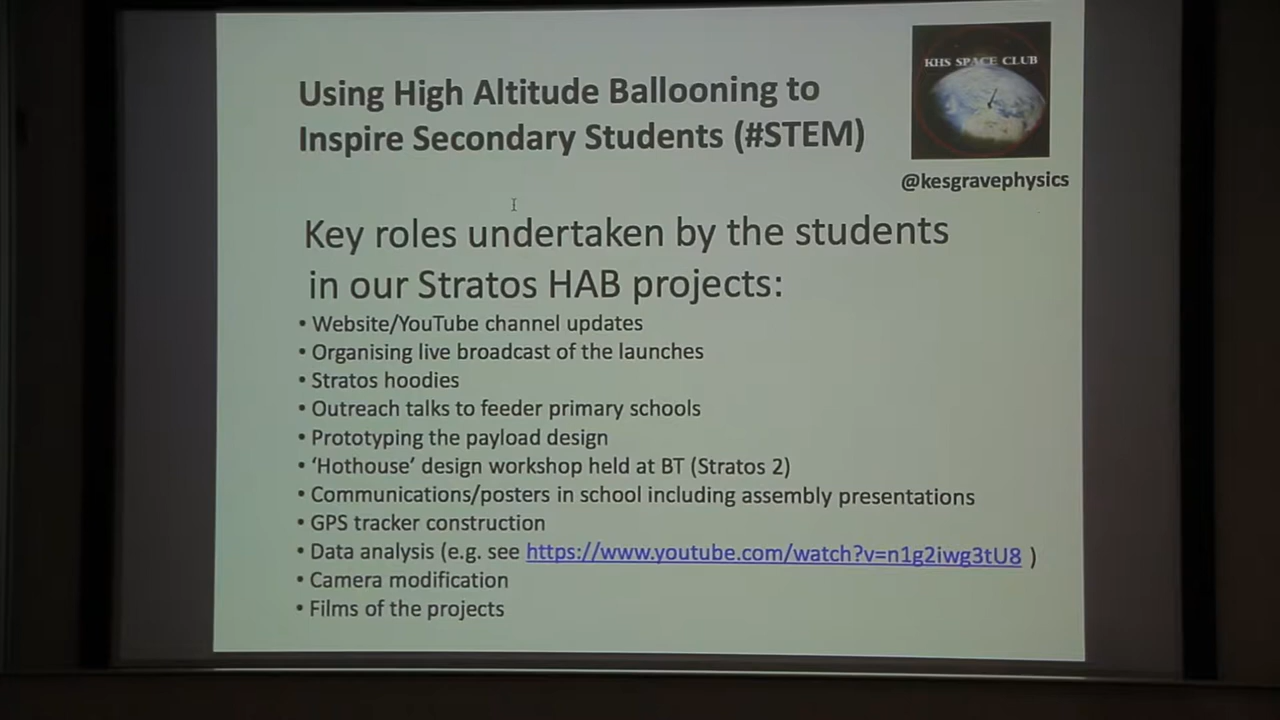 KHS SPACE CLUB
Using High Altitude Ballooning to
Inspire Secondary Students (#STEM)
@kesgravephysics
Key roles undertaken by the students
in our Stratos HAB projects:
• Website/YouTube channel updates
• Organising live broadcast of the launches
• Stratos hoodies
• Outreach talks to feeder primary schools
• Prototyping the payload design
• ‘Hothouse’ design workshop held at BT (Stratos 2)
• Communications/posters in school including assembly presentations
• GPS tracker construction
• Data analysis (e.g. see https://www.youtube.com/watch?v=n1g2iwg3tU8 )
• Camera modification
• Films of the projects